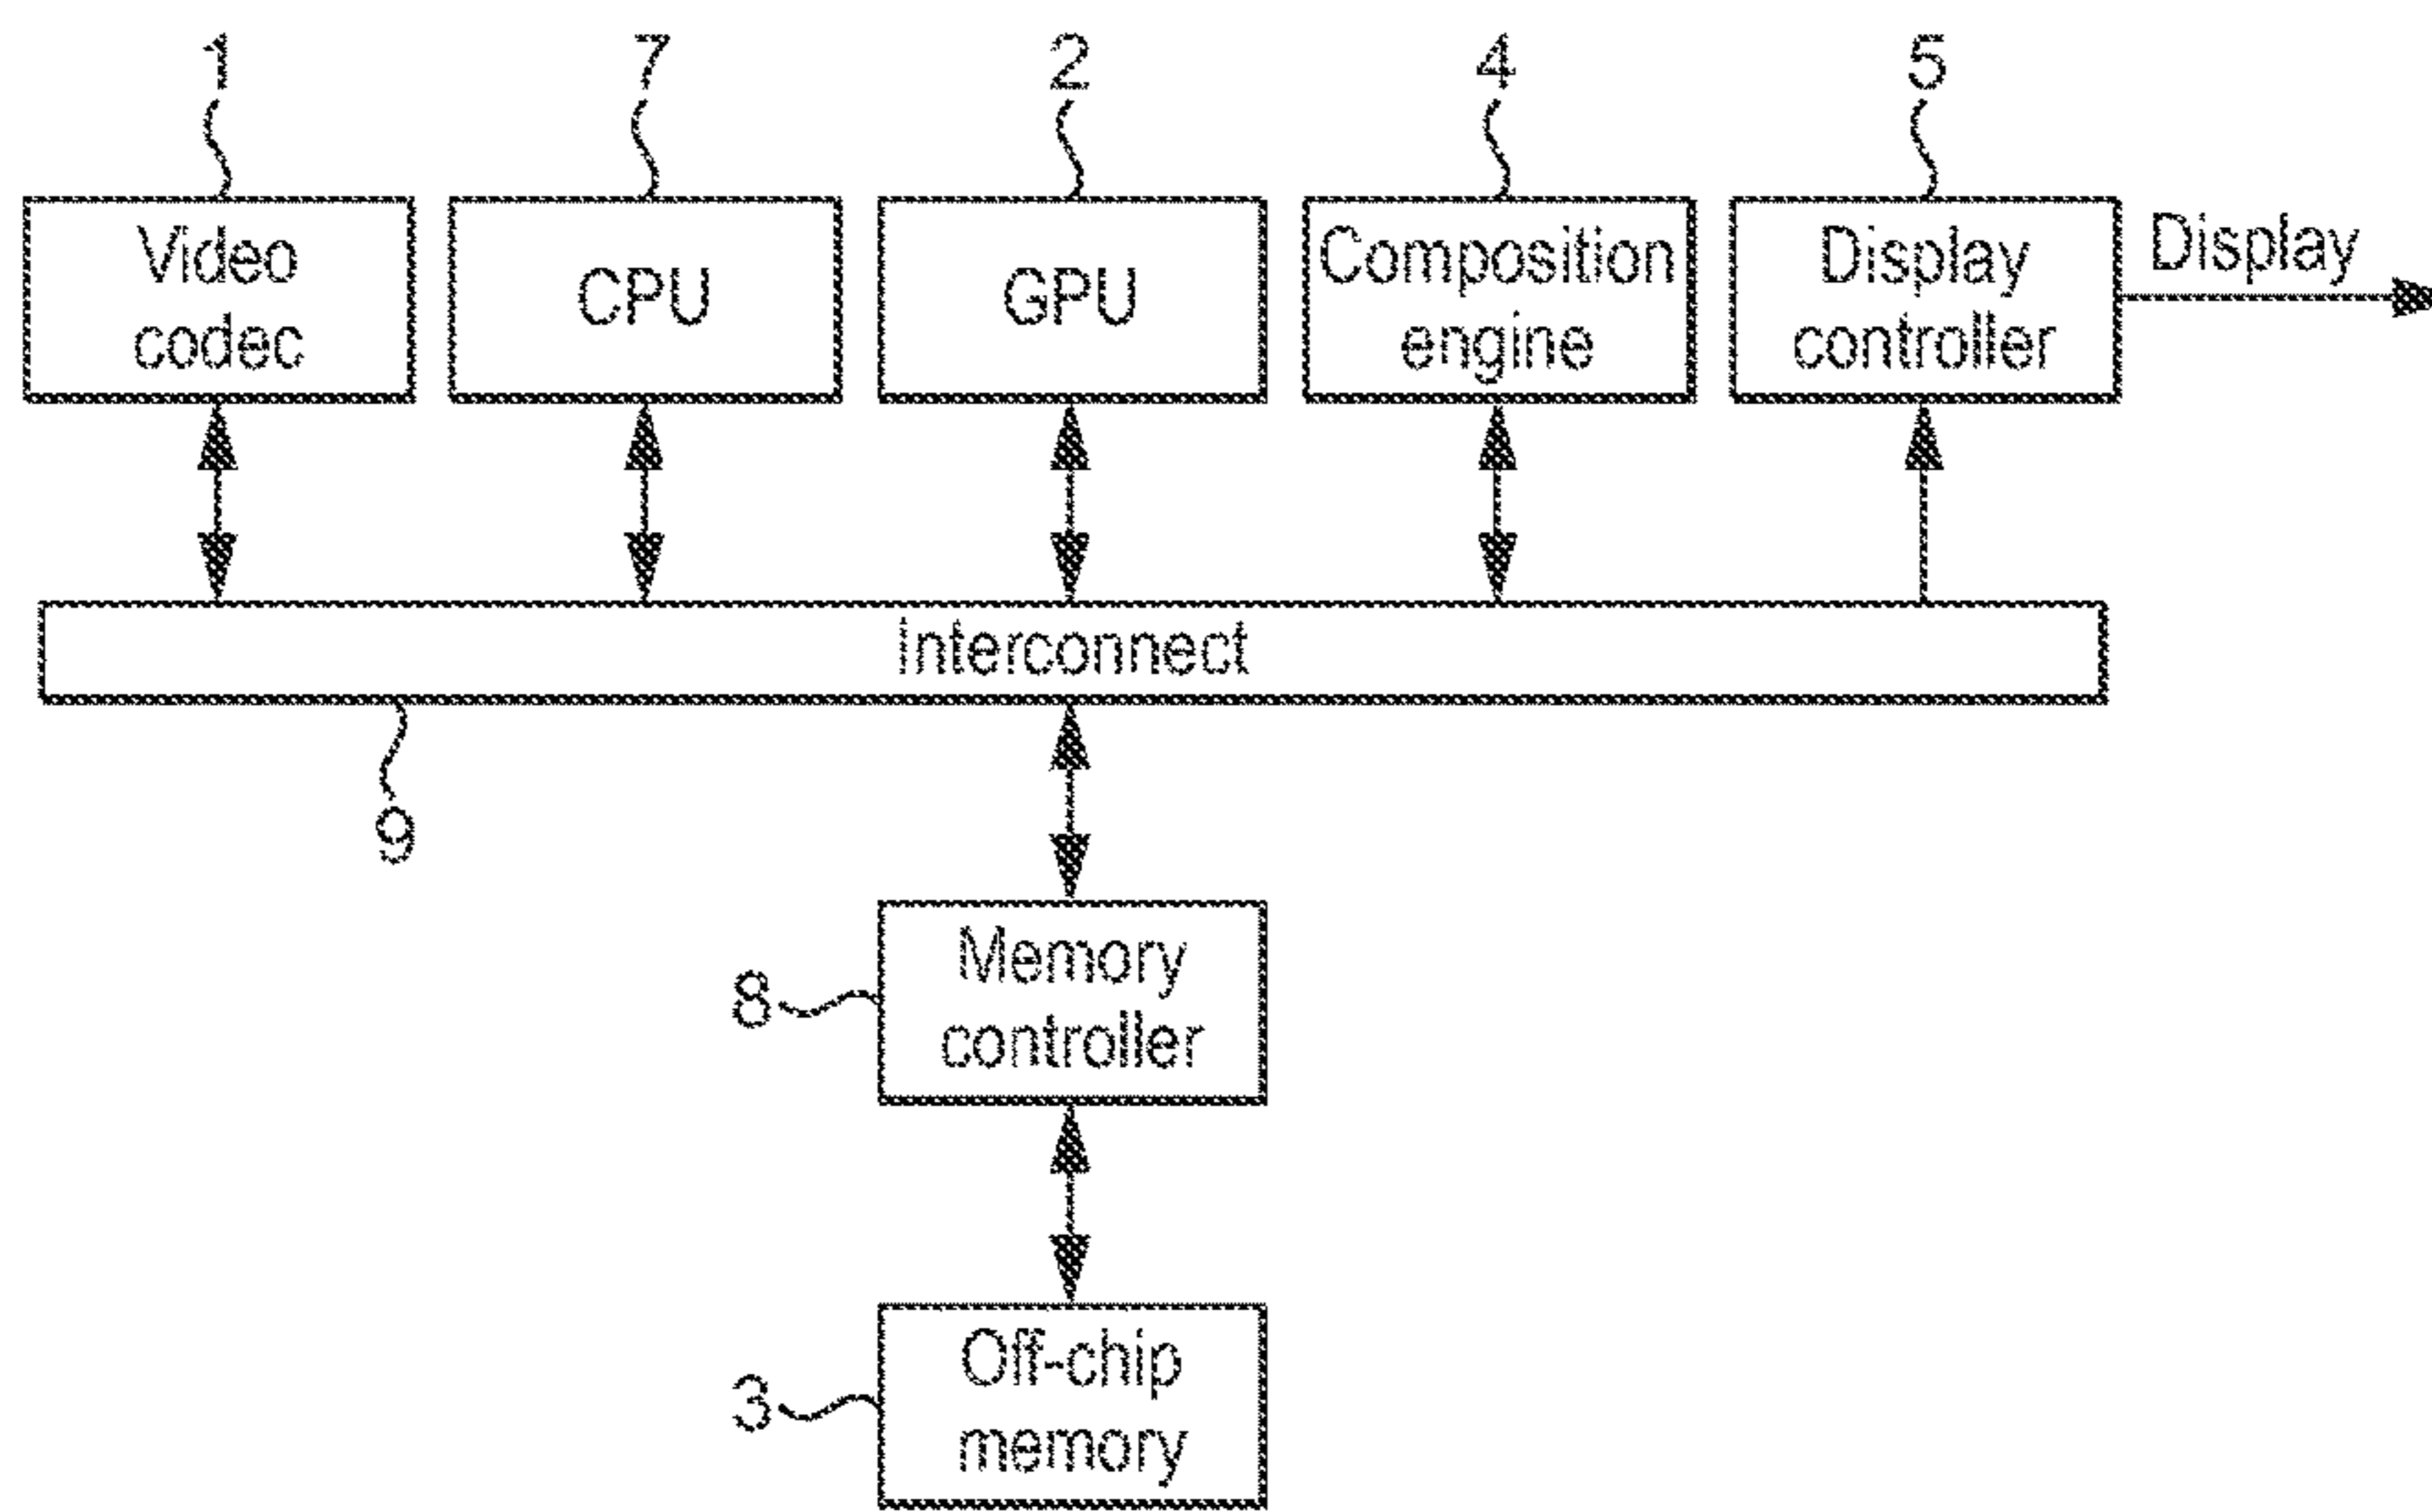 1 7 2 4 5
Video
codec
CPU
GPU
Composition
engine
Display
controller
Display
Interconnect
9
8
Memory
controller
3
Off-chip
memory